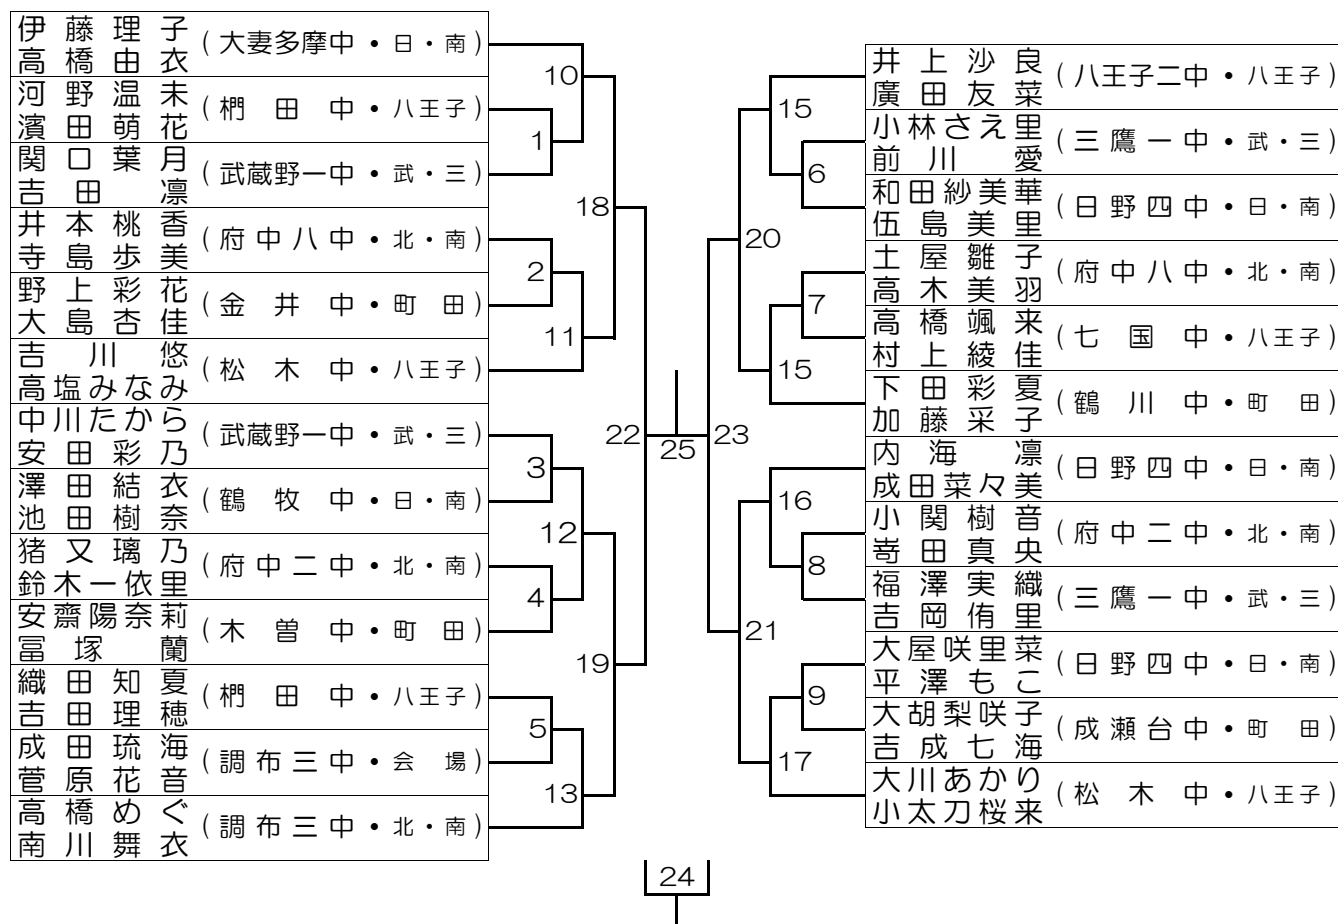 伊藤理子
高橋由衣
(大妻多摩中・日・南)
河野温未
濱田萌花
(椚田中・八王子)
関口葉月
吉田凛
(武蔵野一中・武・三)
井本桃香
寺島歩美
(府中八中・北・南)
野上彩花
大島杏佳
(金井中・町田)
吉川悠
高塩みなみ
(松木中・八王子)
中川たから
安田彩乃
(武蔵野一中・武・三)
澤田結衣
池田樹奈
(鶴牧中・日・南)
猪又璃乃
鈴木一依里
(府中二中・北・南)
安齋陽奈莉
冨塚蘭
(木曽中・町田)
織田知夏
吉田理穂
(椚田中・八王子)
成田琉海
菅原花音
(調布三中・会場)
高橋めぐ
南川舞衣
(調布三中・北・南)
10
1
18
2
11
22
3
12
4
19
5
13
25
24
15
6
20
7
15
23
16
8
21
9
17
井上沙良
廣田友菜
(八王子二中・八王子)
小林さえ里
前川愛
(三鷹一中・武・三)
和田紗美華
伍島美里
(日野四中・日・南)
土屋雛子
高木美羽
(府中八中・北・南)
高橋颯来
村上綾佳
(七国中・八王子)
下田彩夏
加藤采子
(鶴川中・町田)
内海凛
成田菜々美
(日野四中・日・南)
小関樹音
嵜田真央
(府中二中・北・南)
福澤実織
吉岡侑里
(三鷹一中・武・三)
大屋咲里菜
平澤もこ
(日野四中・日・南)
大胡梨咲子
吉成七海
(成瀬台中・町田)
大川あかり
小太刀桜来
(松木中・八王子)